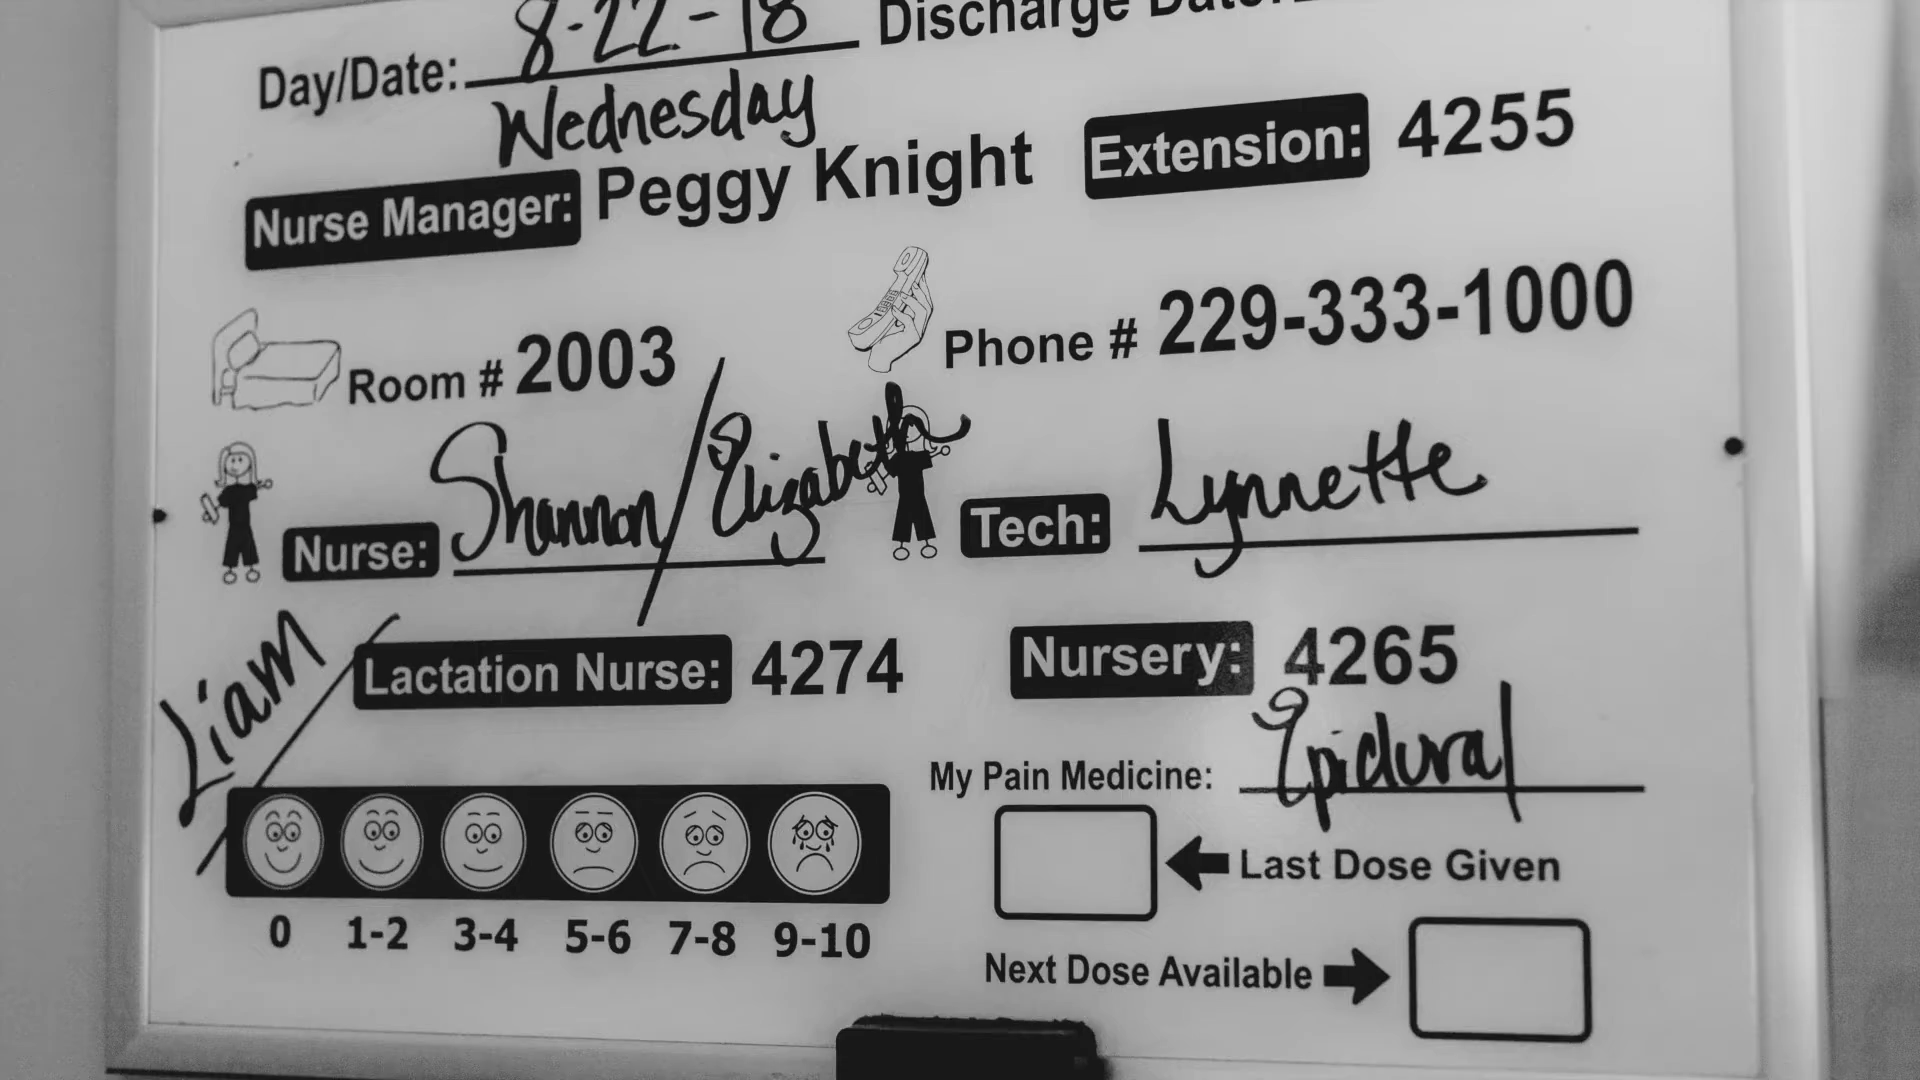 Day/Date: 8-22-18 Discharge Date:
Wednesday
Nurse Manager: Peggy Knight Extension: 4255
Room # 2003 Phone # 229-333-1000
Nurse: Shannon/Elizabeth Tech: Lynnette
Liam
Lactation Nurse: 4274 Nursery: 4265
My Pain Medicine: Epidural
Last Dose Given
0 1-2 3-4 5-6 7-8 9-10
Next Dose Available